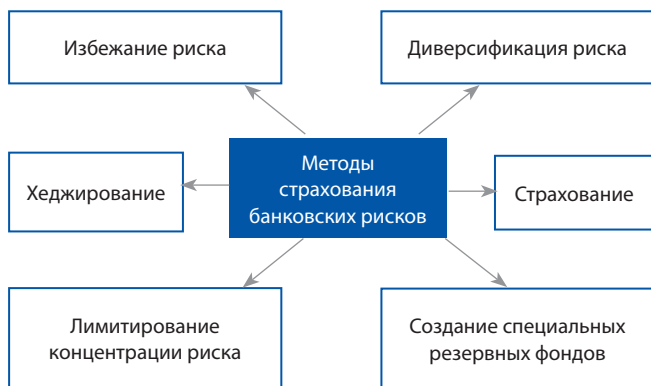 Избежание риска
Диверсификация риска
Хеджирование
Методы
страхования
банковских рисков
Страхование
Лимитирование
концентрации риска
Создание специальных
резервных фондов